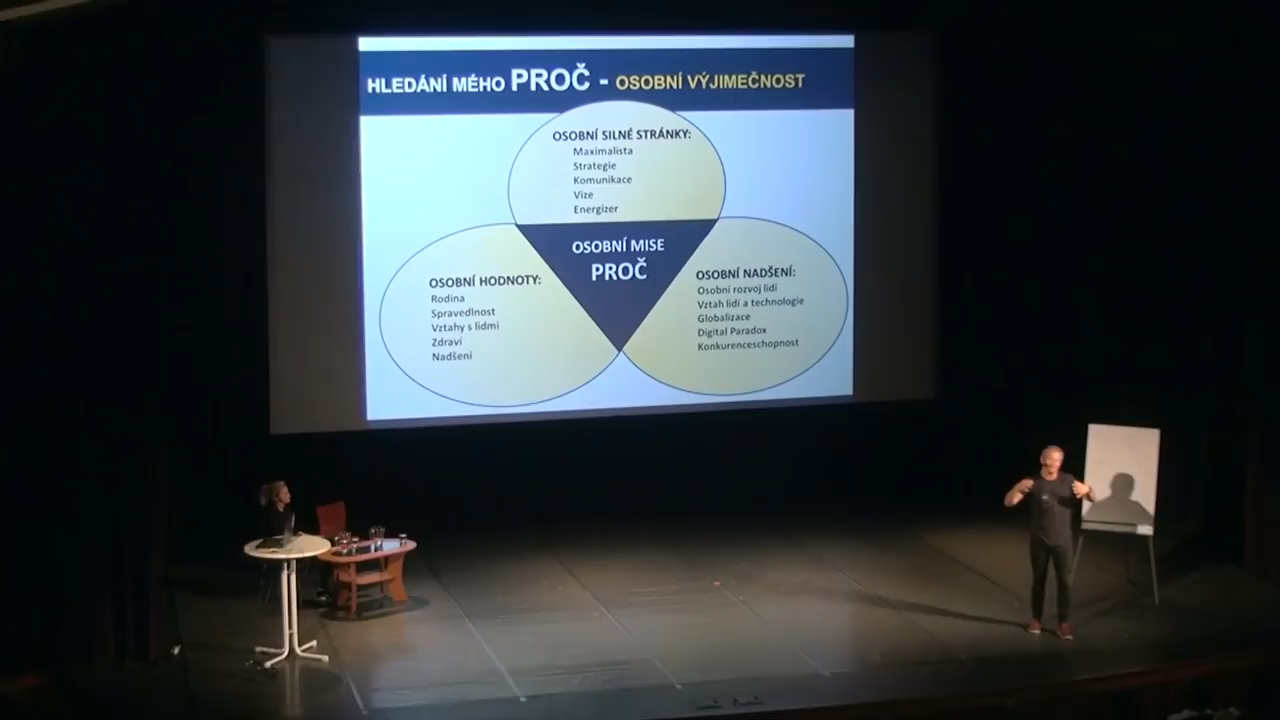 HLEDÁNÍ MÉHO PROČ - OSOBNÍ VÝJIMEČNOST
OSOBNÍ SILNÉ STRÁNKY:
Maximalista
Strategie
Komunikace
Vize
Energizer
OSOBNÍ MISE
PROČ
OSOBNÍ HODNOTY:
Rodina
Spravedlnost
Vztahy s lidmi
Zdraví
Nadšení
OSOBNÍ NADŠENÍ:
Osobní rozvoj lidí
Vztah lidí a technologie
Globalizace
Digital Paradox
Konkurenceschopnost